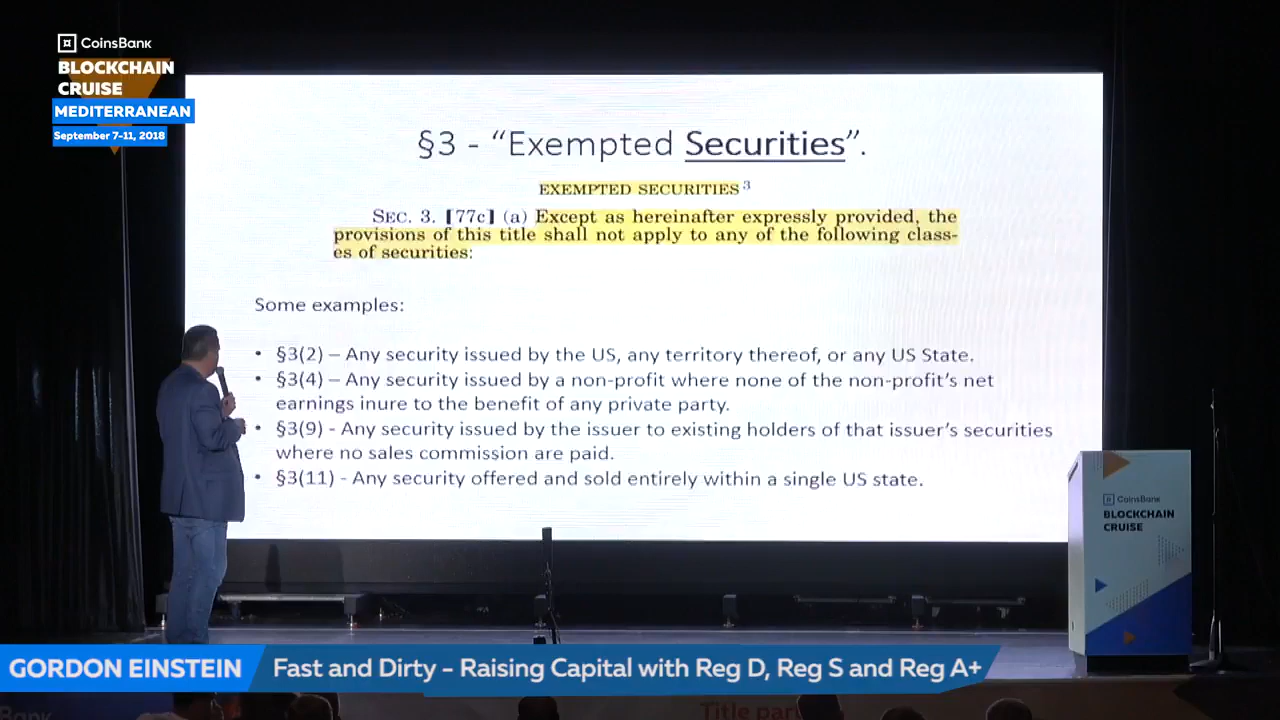 CoinsBank
BLOCKCHAIN
CRUISE
MEDITERRANEAN
September 7-11, 2018
§3 - “Exempted Securities”.
EXEMPTED SECURITIES 3
SEC. 3. [77c] (a) Except as hereinafter expressly provided, the
provisions of this title shall not apply to any of the following class-
es of securities:
Some examples:
• §3(2) – Any security issued by the US, any territory thereof, or any US State.
• §3(4) – Any security issued by a non-profit where none of the non-profit’s net
earnings inure to the benefit of any private party.
• §3(9) - Any security issued by the issuer to existing holders of that issuer’s securities
where no sales commission are paid.
• §3(11) - Any security offered and sold entirely within a single US state.
CoinsBank
BLOCKCHAIN
CRUISE
GORDON EINSTEIN
Fast and Dirty – Raising Capital with Reg D, Reg S and Reg A+
Title par